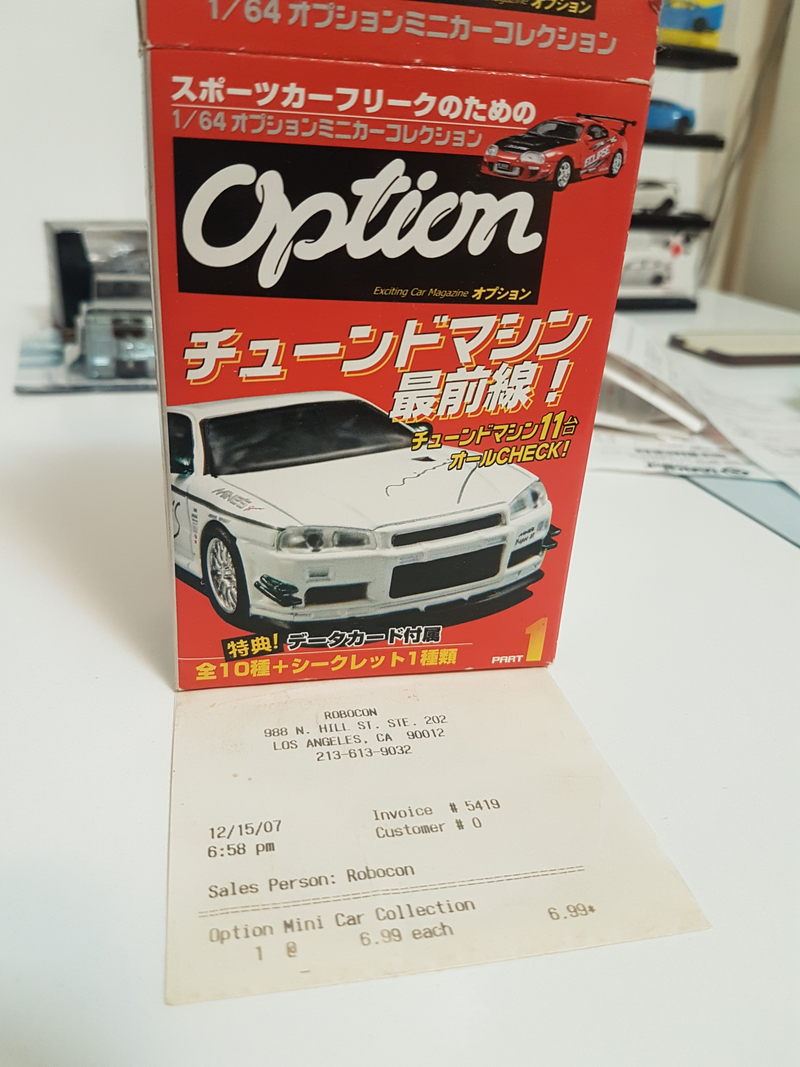 オプション
1/64 オプションミニカーコレクション
スポーツカーフリークのための
1/64 オプションミニカーコレクション
ECLIPSE
Option
Exciting Car Magazine オプション
チューンドマシン
最前線!
チューンドマシン11台
オールCHECK!
MINE'S
特典! データカード付属
全10種+シークレット1種類
PART 1
ROBOCON
988 N. HILL ST. STE. 202
LOS ANGELES, CA 90012
213-613-9032
Invoice # 5419
12/15/07
Customer # 0
6:58 pm
Sales Person: Robocon
Option Mini Car Collection
1 @ 6.99 each 6.99*